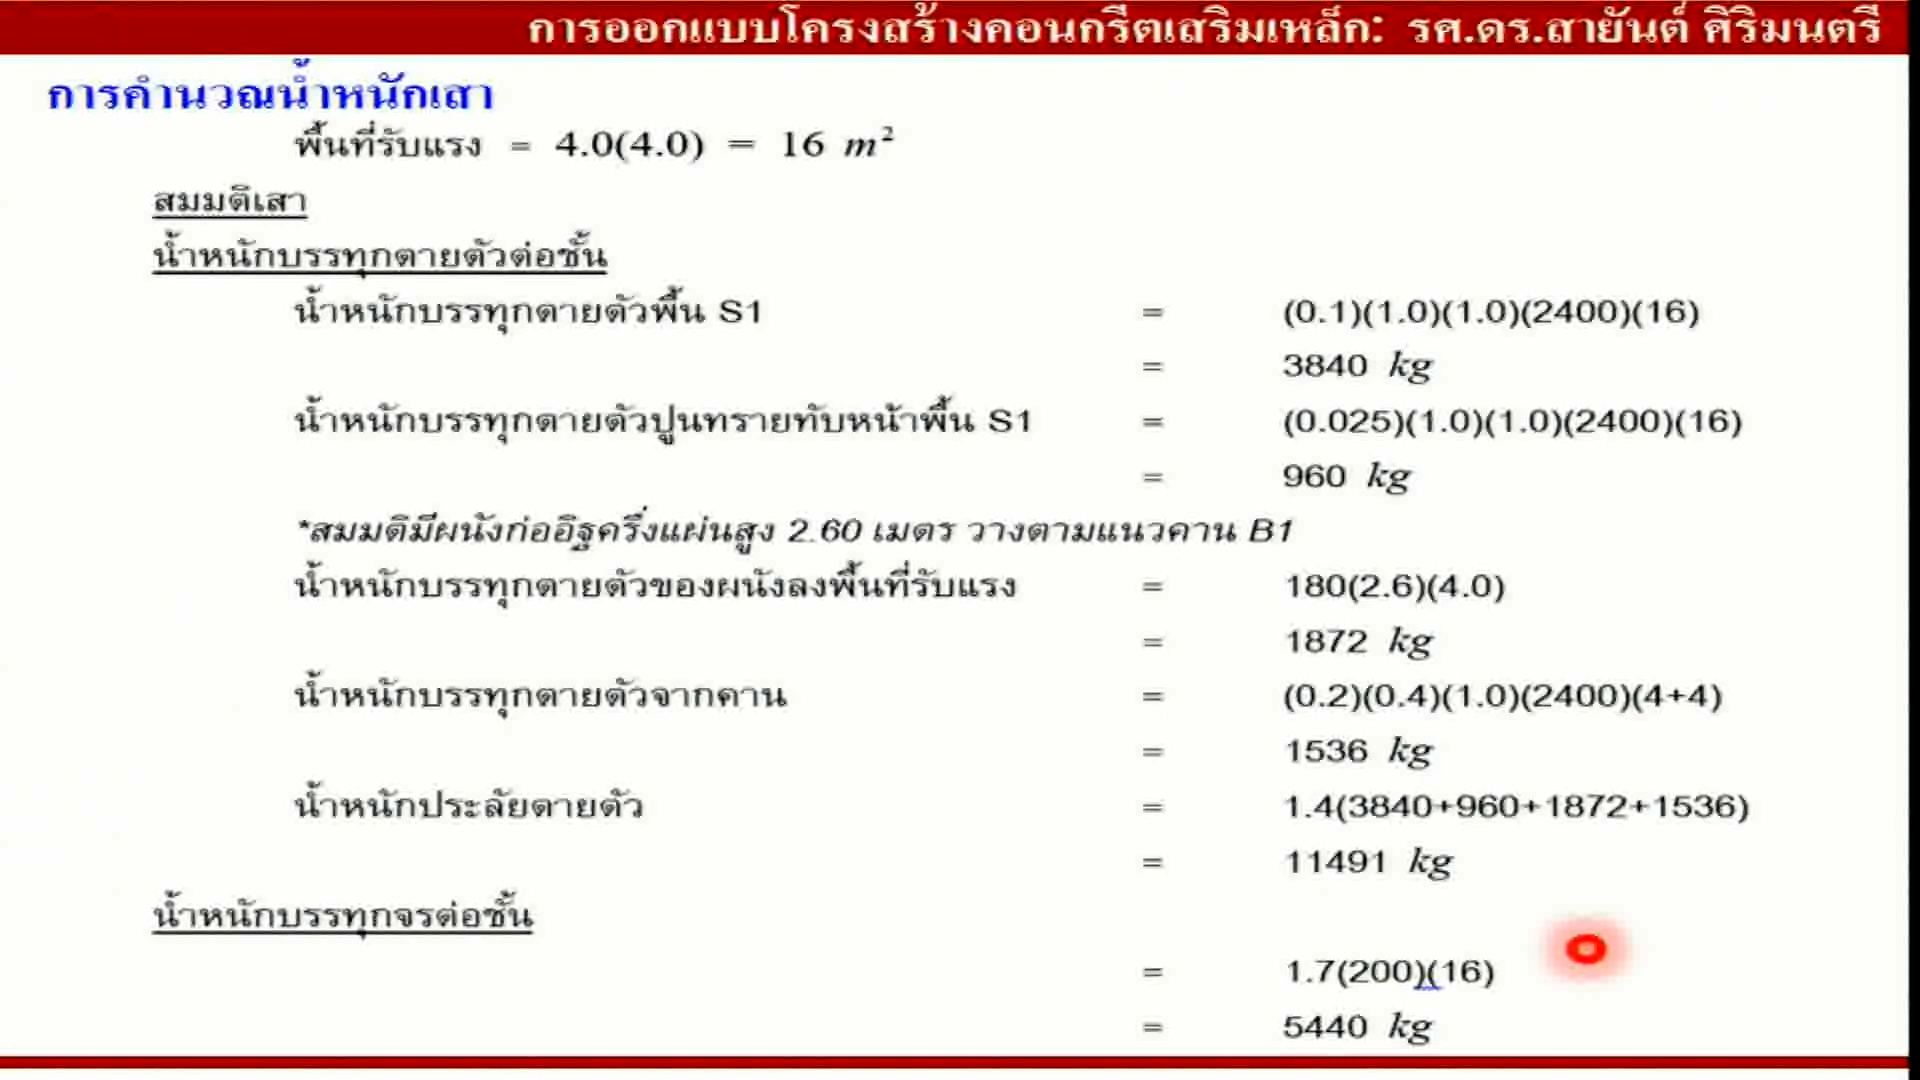 การออกแบบโครงสร้างคอนกรีตเสริมเหล็ก: รศ.ดร.สายันต์ ศิริมนตรี
การคำนวณน้ำหนักเสา
พื้นที่รับแรง = 4.0(4.0) = 16 m²
สมมติเสา
น้ำหนักบรรทุกตายตัวต่อชั้น
น้ำหนักบรรทุกตายตัวพื้น S1 = (0.1)(1.0)(1.0)(2400)(16)
= 3840 kg
น้ำหนักบรรทุกตายตัวปูนทรายทับหน้าพื้น S1 = (0.025)(1.0)(1.0)(2400)(16)
= 960 kg
*สมมติมีผนังก่ออิฐครึ่งแผ่นสูง 2.60 เมตร วางตามแนวคาน B1
น้ำหนักบรรทุกตายตัวของผนังลงพื้นที่รับแรง = 180(2.6)(4.0)
= 1872 kg
น้ำหนักบรรทุกตายตัวจากคาน = (0.2)(0.4)(1.0)(2400)(4+4)
= 1536 kg
น้ำหนักประลัยตายตัว = 1.4(3840+960+1872+1536)
= 11491 kg
น้ำหนักบรรทุกจรต่อชั้น
= 1.7(200)(16)
= 5440 kg